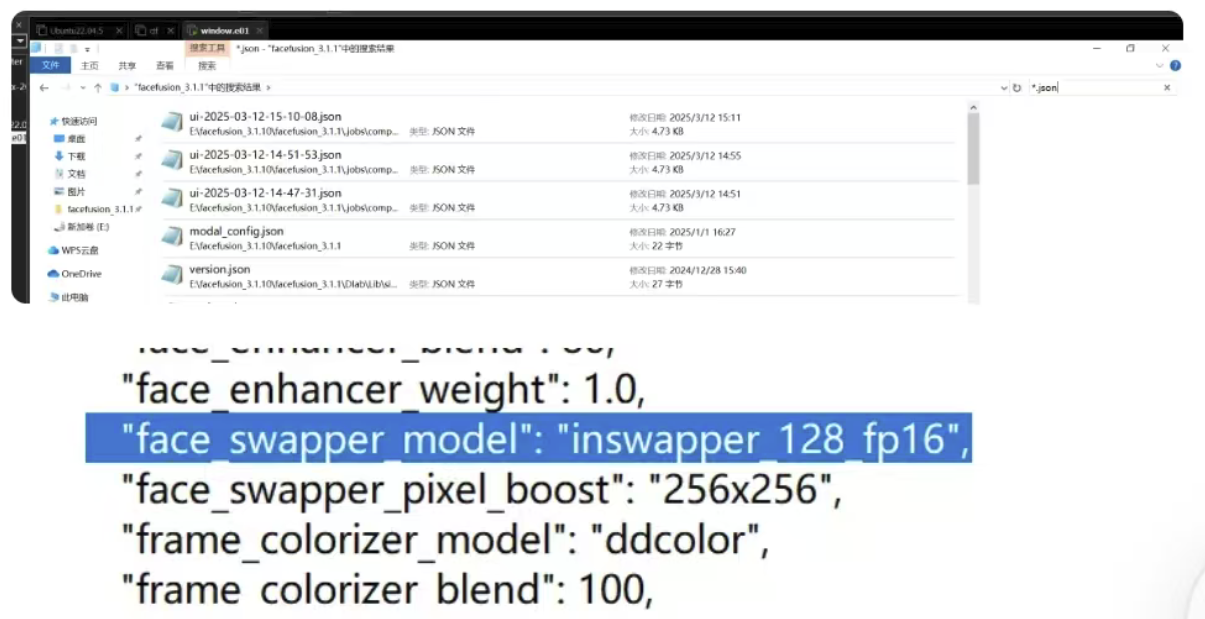 Ubuntu22.04.5
ctf
window.e01
搜索工具
*.json - "facefusion_3.1.1"中的搜索结果
文件
主页
共享
查看
搜索
"facefusion_3.1.1"中的搜索结果
*.json
快速访问
桌面
下载
文档
图片
facefusion_3.1.1
新加卷 (E:)
WPS云盘
OneDrive
此电脑
ui-2025-03-12-15-10-08.json
E:\facefusion_3.1.10\facefusion_3.1.1\jobs\comp... 类型: JSON 文件
修改日期: 2025/3/12 15:11
大小: 4.73 KB
ui-2025-03-12-14-51-53.json
E:\facefusion_3.1.10\facefusion_3.1.1\jobs\comp... 类型: JSON 文件
修改日期: 2025/3/12 14:55
大小: 4.73 KB
ui-2025-03-12-14-47-31.json
E:\facefusion_3.1.10\facefusion_3.1.1\jobs\comp... 类型: JSON 文件
修改日期: 2025/3/12 14:51
大小: 4.73 KB
modal_config.json
E:\facefusion_3.1.10\facefusion_3.1.1 类型: JSON 文件
修改日期: 2025/1/1 16:27
大小: 22 字节
version.json
E:\facefusion_3.1.10\facefusion_3.1.1\Dlab\Lib\si... 类型: JSON 文件
修改日期: 2024/12/28 15:40
大小: 27 字节
"face_enhancer_weight": 1.0,
"face_swapper_model": "inswapper_128_fp16",
"face_swapper_pixel_boost": "256x256",
"frame_colorizer_model": "ddcolor",
"frame_colorizer_blend": 100,